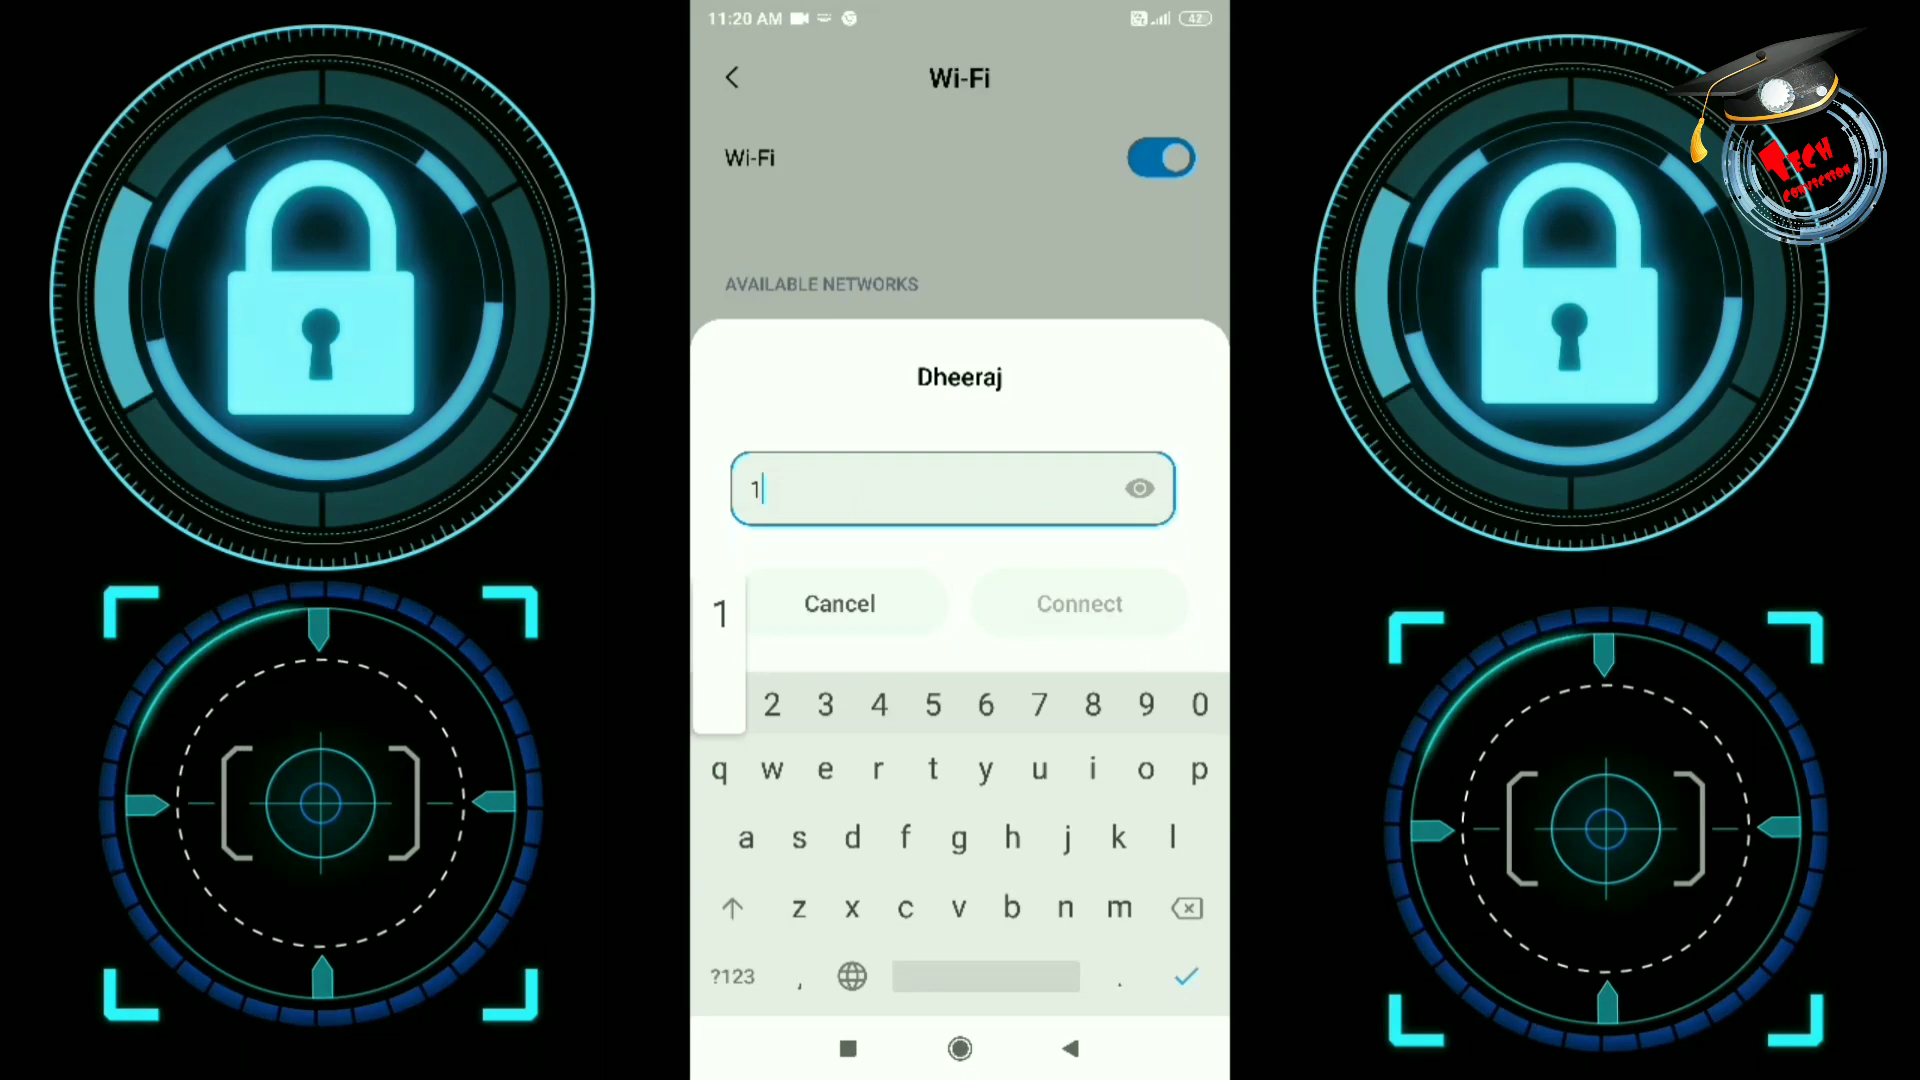 11:20 AM
42
Wi-Fi
Wi-Fi
AVAILABLE NETWORKS
Dheeraj
1
1
Cancel
Connect
2 3 4 5 6 7 8 9 0
q w e r t y u i o p
a s d f g h j k l
z x c v b n m
?123 , .
TECH